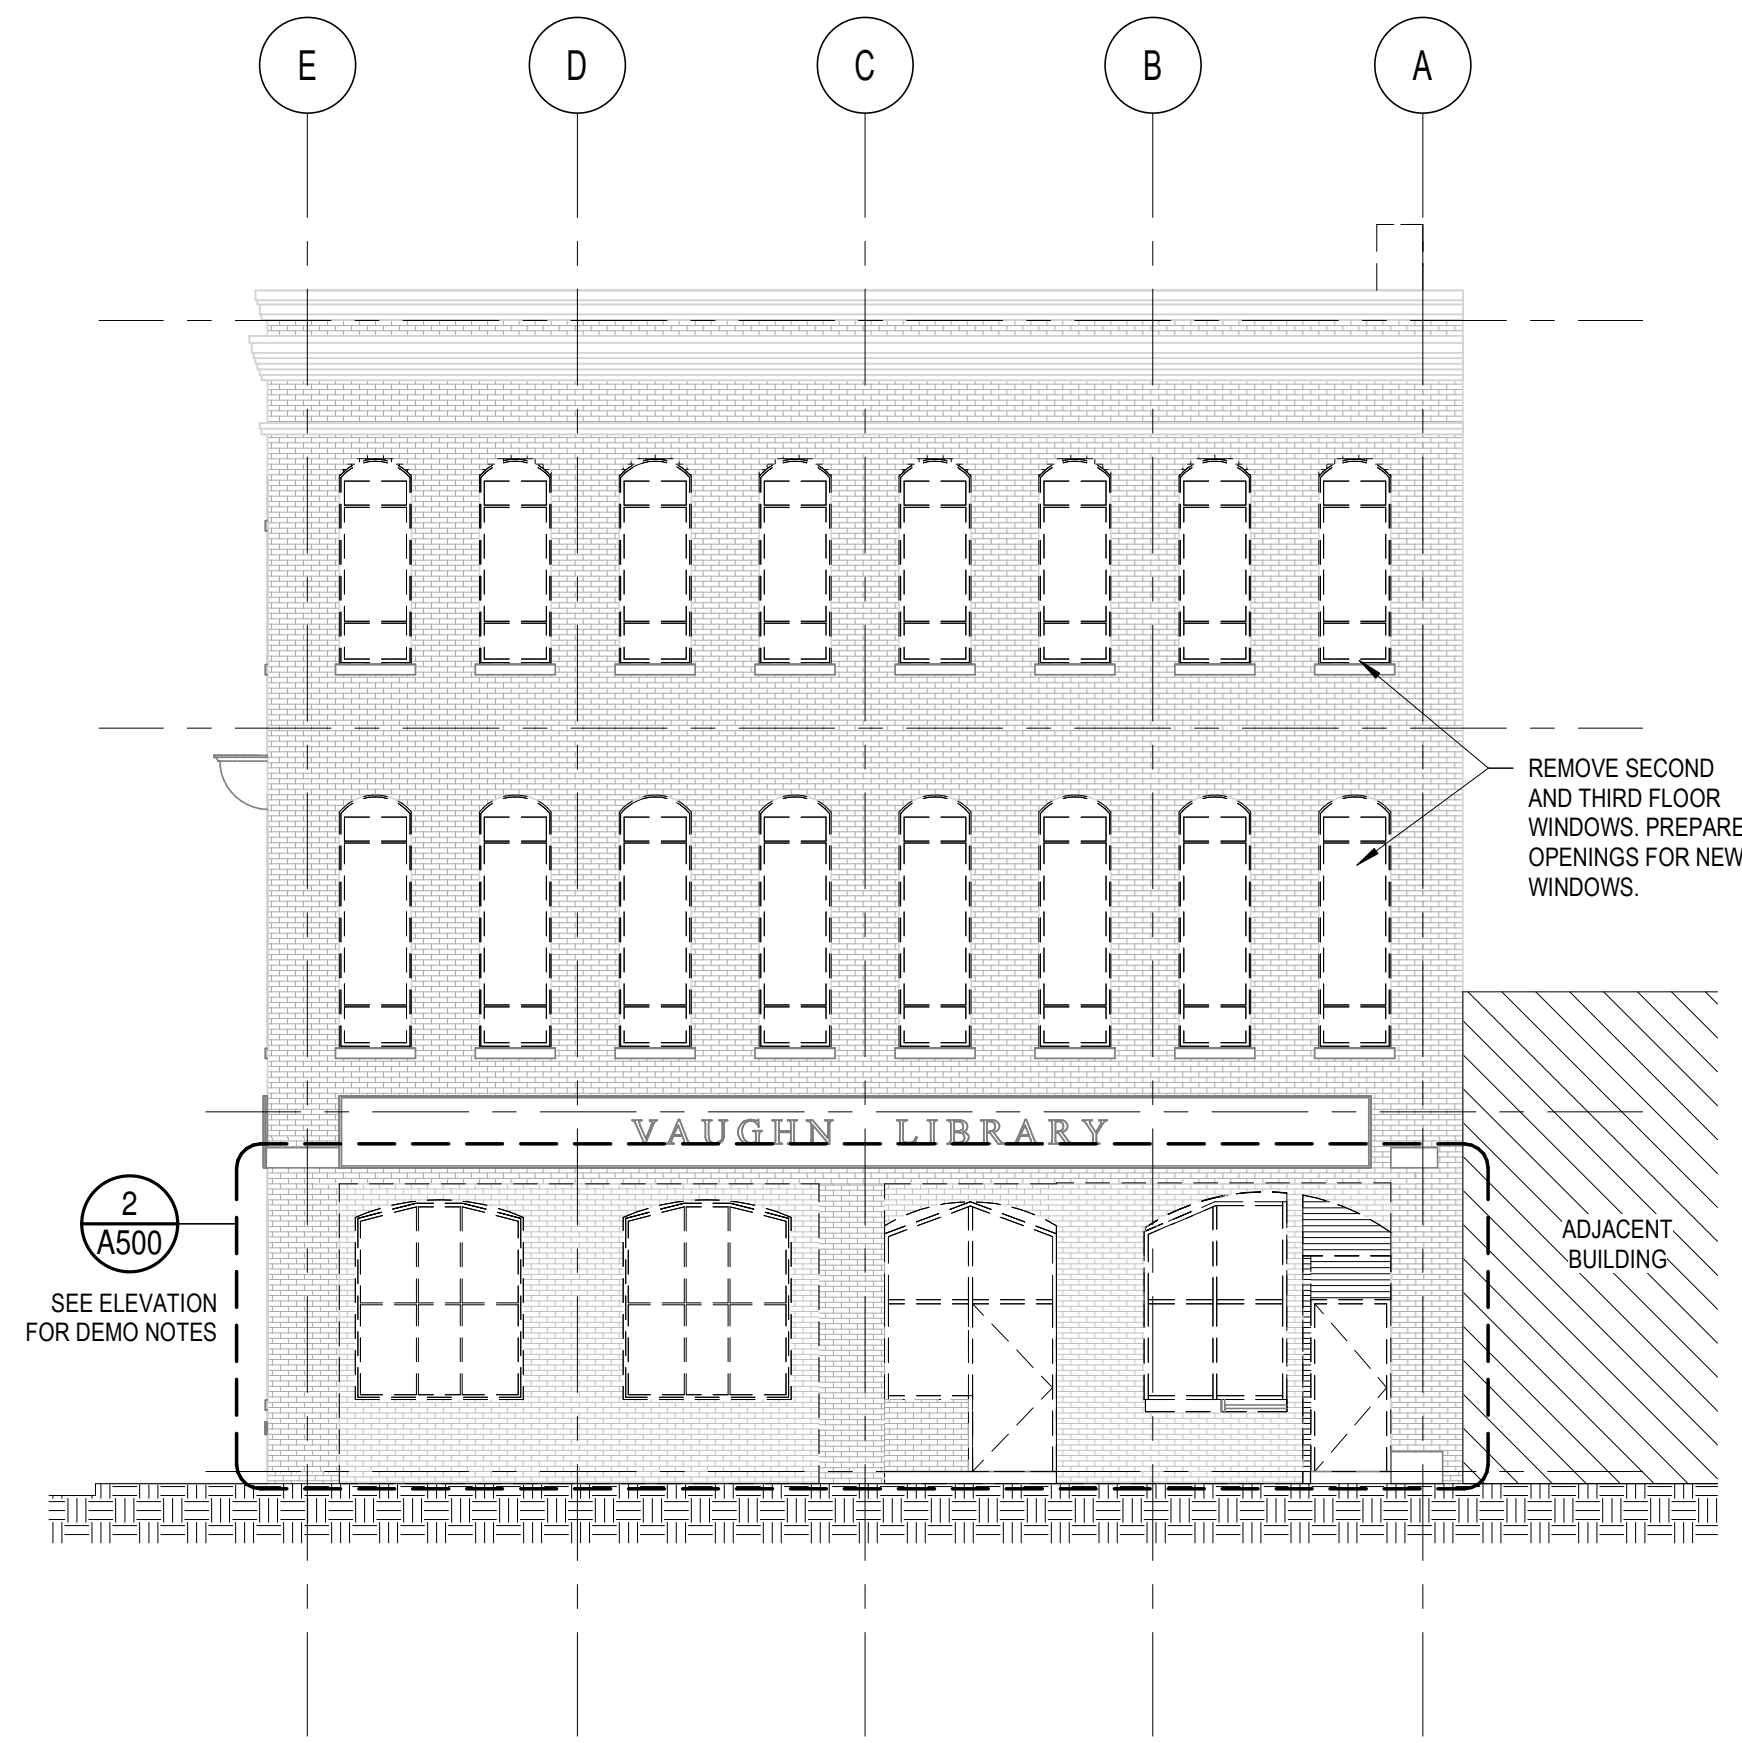 E D C B A
REMOVE SECOND
AND THIRD FLOOR
WINDOWS. PREPARE
OPENINGS FOR NEW
WINDOWS.
VAUGHN LIBRARY
2
A500
SEE ELEVATION
FOR DEMO NOTES
ADJACENT
BUILDING